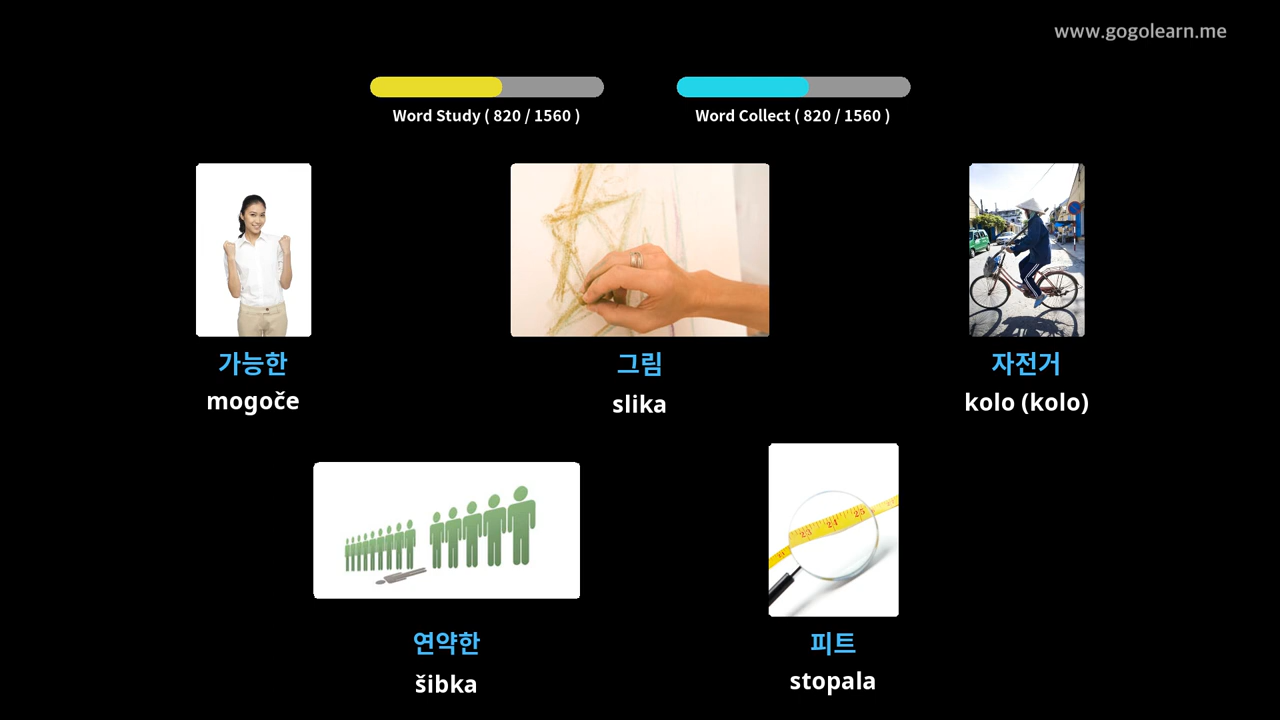 www.gogolearn.me
Word Study ( 820 / 1560 )
Word Collect ( 820 / 1560 )
가능한
그림
자전거
mogoče
slika
kolo (kolo)
연약한
피트
šibka
stopala